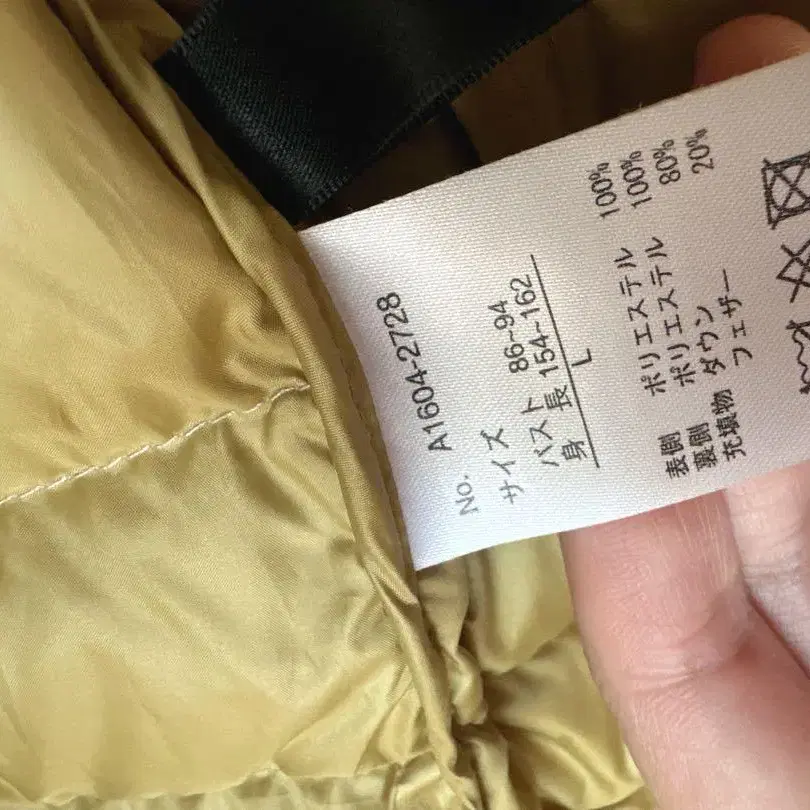 No. A1604-2728
サイズ
バスト 86~94
身長 154~162
L
表側 ポリエステル 100%
裏側 ポリエステル 100%
充填物 ダウン 80%
フェザー 20%